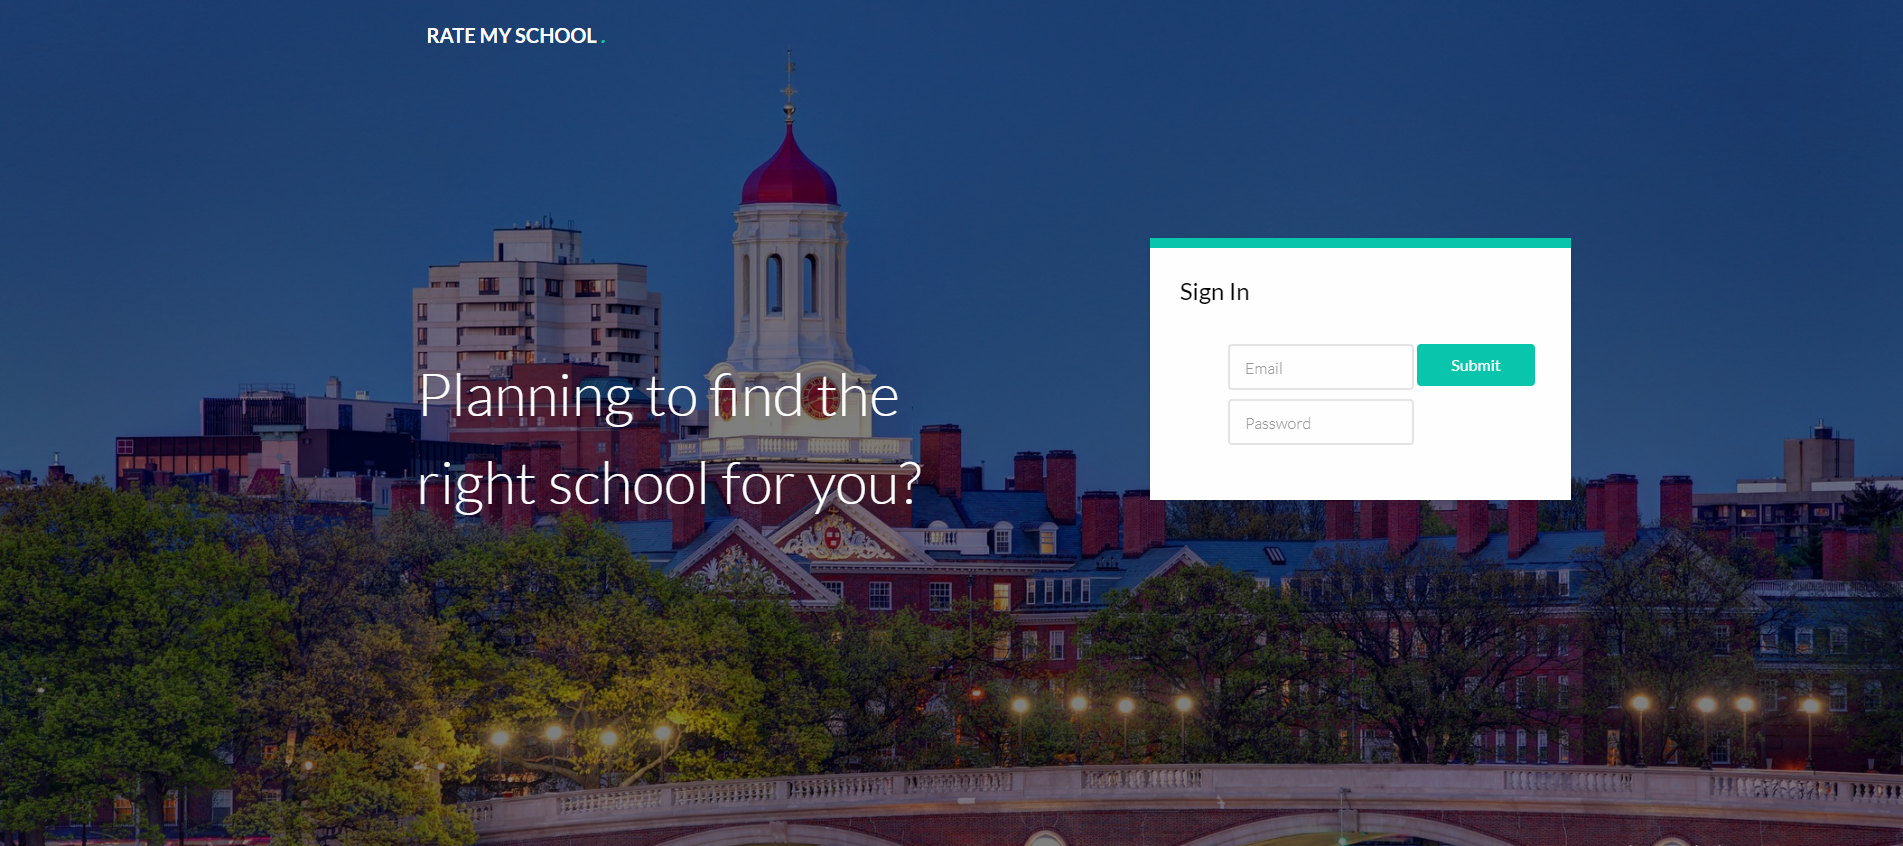 RATE MY SCHOOL .
Planning to find the
right school for you?
Sign In
Email
Submit
Password